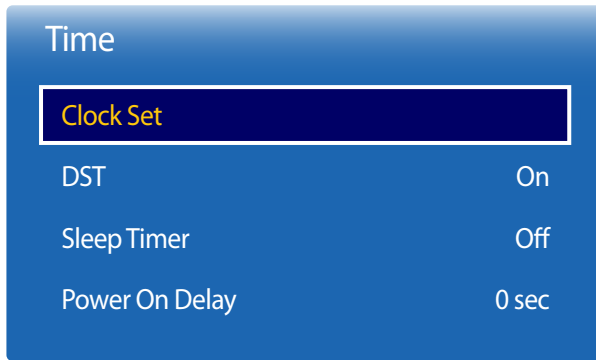 Time
Clock Set
DST On
Sleep Timer Off
Power On Delay 0 sec